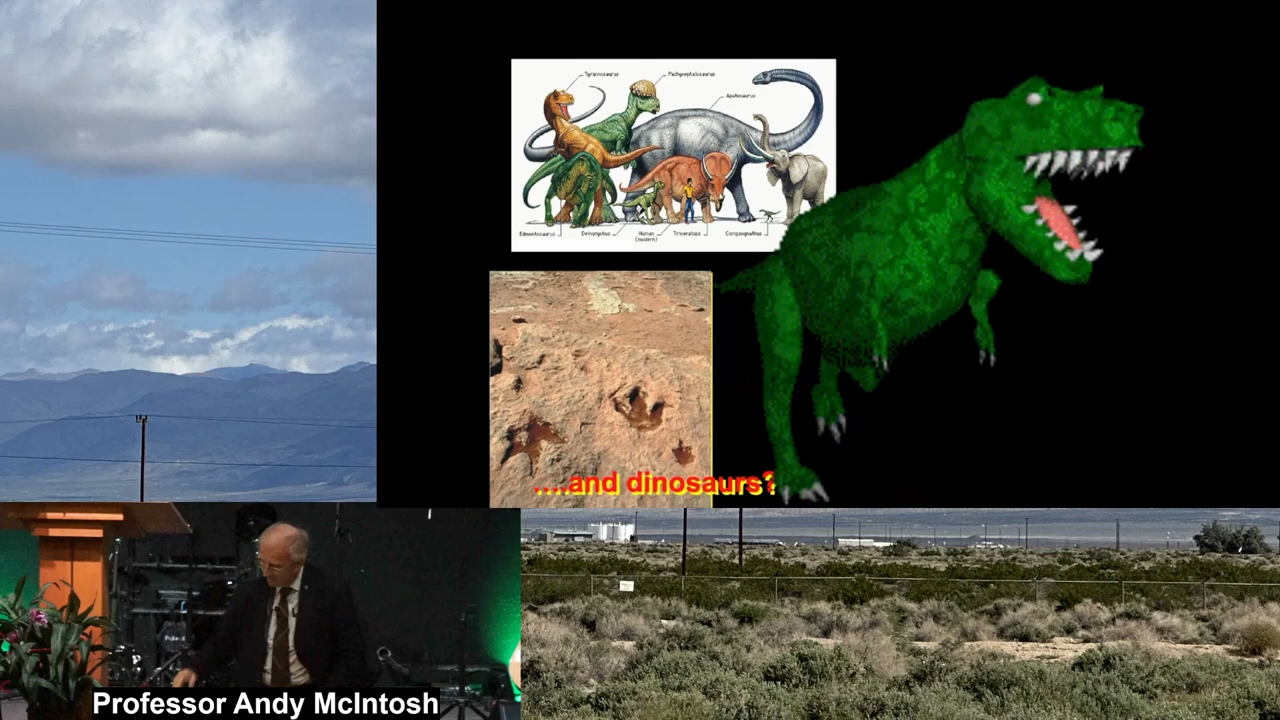 Tyrannosaurus
Pachycephalosaurus
Apatosaurus
Edmontosaurus
Deinonychus
Human
(modern)
Triceratops
Compsognathus
....and dinosaurs?
Professor Andy McIntosh